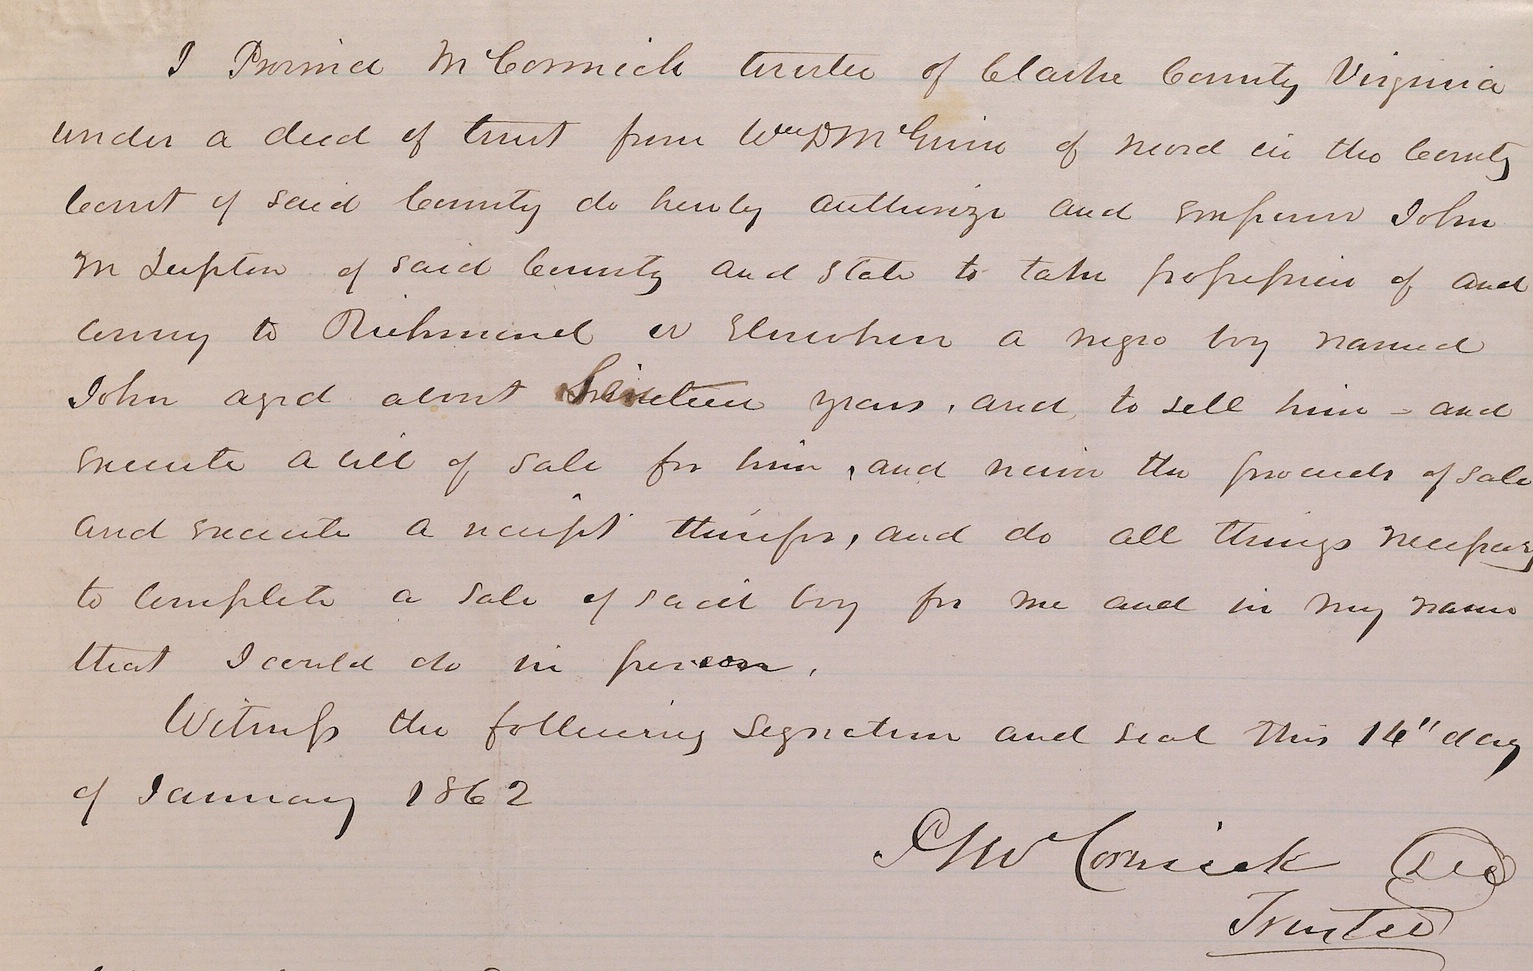 I Province McCormick trustee of Clarke County Virginia
under a deed of trust from Wm D McGuire of record in the County
Court of said County do hereby authorize and empower John
M Lupton of said County and State to take possession of and
convey to Richmond or Elsewhere a negro boy named
John aged about teen years, and to sell him - and
execute a bill of sale for him, and receive the proceeds of sale
and execute a receipt therefor, and do all things necessary
to complete a sale of said boy for me and in my name
that I could do in person.
Witness the following signature and seal this 14" day
of January 1862
P McCormick
Trustee